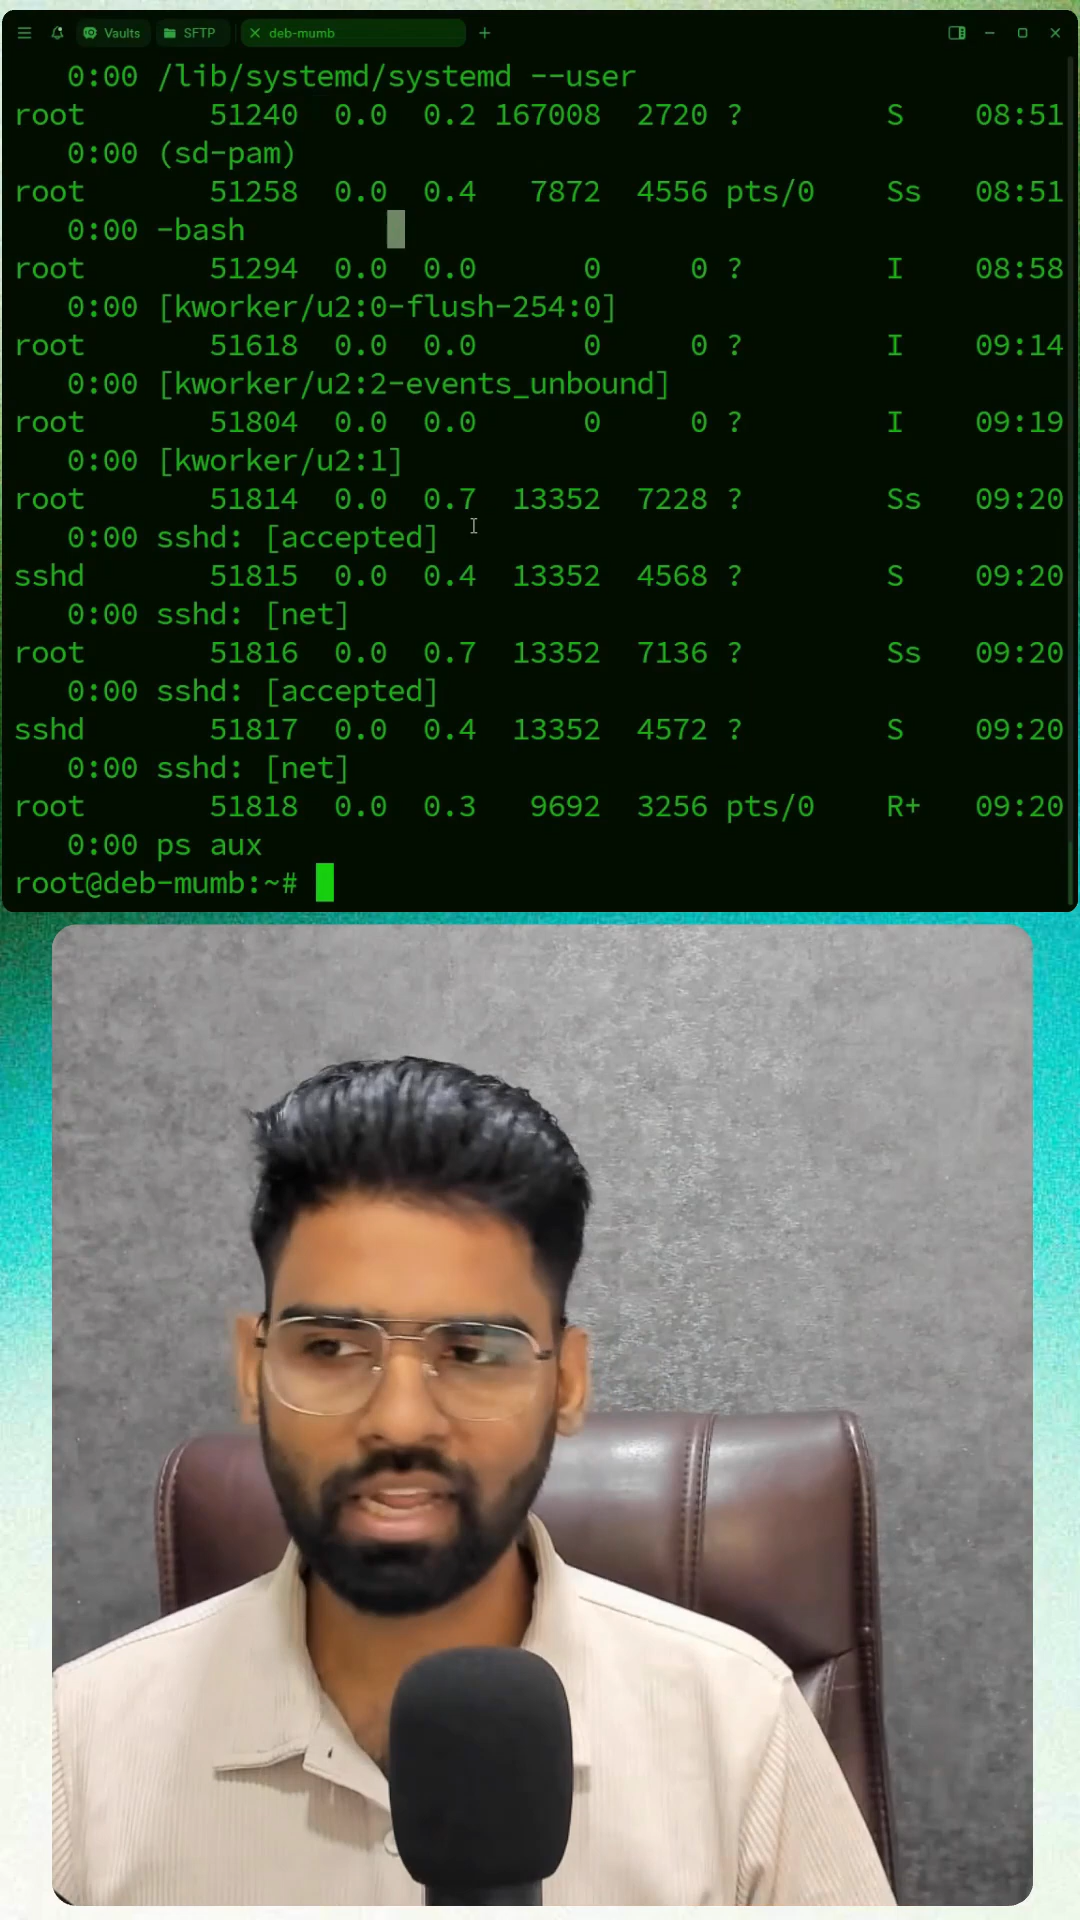 Vaults SFTP deb-mumb
0:00 /lib/systemd/systemd --user
root 51240 0.0 0.2 167008 2720 ? S 08:51
0:00 (sd-pam)
root 51258 0.0 0.4 7872 4556 pts/0 Ss 08:51
0:00 -bash
root 51294 0.0 0.0 0 0 ? I 08:58
0:00 [kworker/u2:0-flush-254:0]
root 51618 0.0 0.0 0 0 ? I 09:14
0:00 [kworker/u2:2-events_unbound]
root 51804 0.0 0.0 0 0 ? I 09:19
0:00 [kworker/u2:1]
root 51814 0.0 0.7 13352 7228 ? Ss 09:20
0:00 sshd: [accepted]
sshd 51815 0.0 0.4 13352 4568 ? S 09:20
0:00 sshd: [net]
root 51816 0.0 0.7 13352 7136 ? Ss 09:20
0:00 sshd: [accepted]
sshd 51817 0.0 0.4 13352 4572 ? S 09:20
0:00 sshd: [net]
root 51818 0.0 0.3 9692 3256 pts/0 R+ 09:20
0:00 ps aux
root@deb-mumb:~#